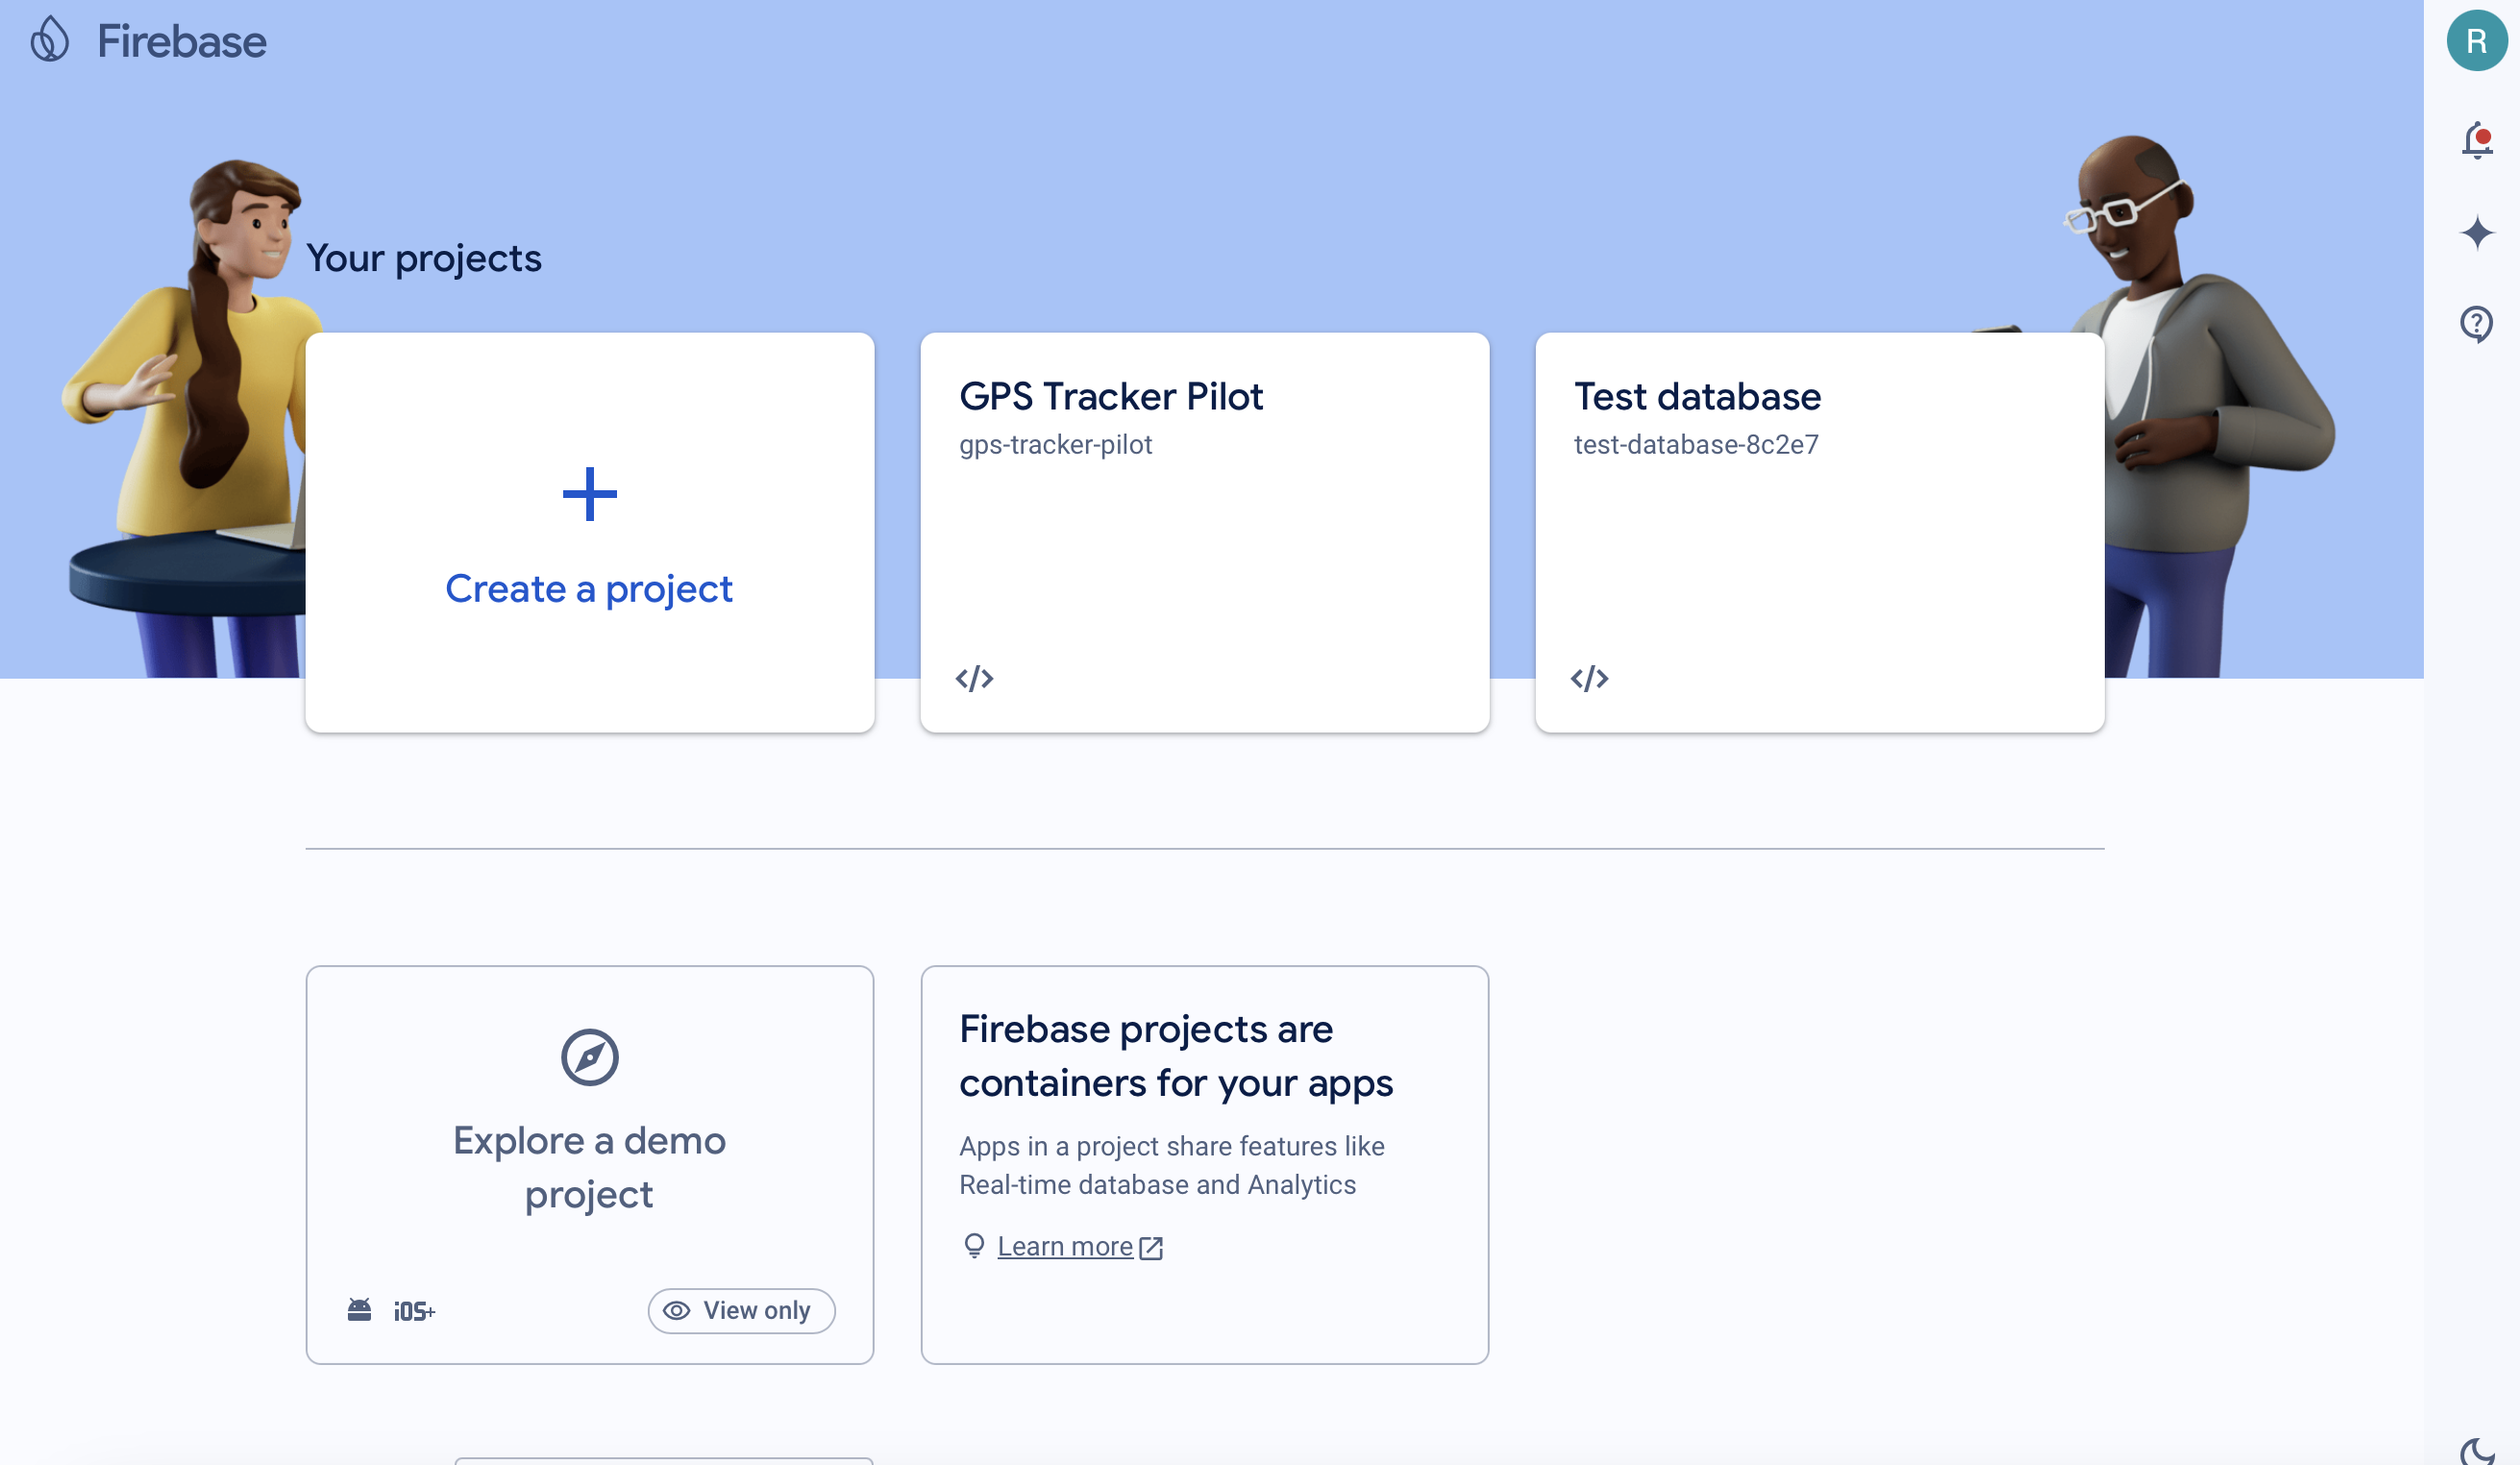 Firebase
R
Your projects
Create a project
GPS Tracker Pilot
gps-tracker-pilot
Test database
test-database-8c2e7
Explore a demo
project
iOS+
View only
Firebase projects are
containers for your apps
Apps in a project share features like
Real-time database and Analytics
Learn more